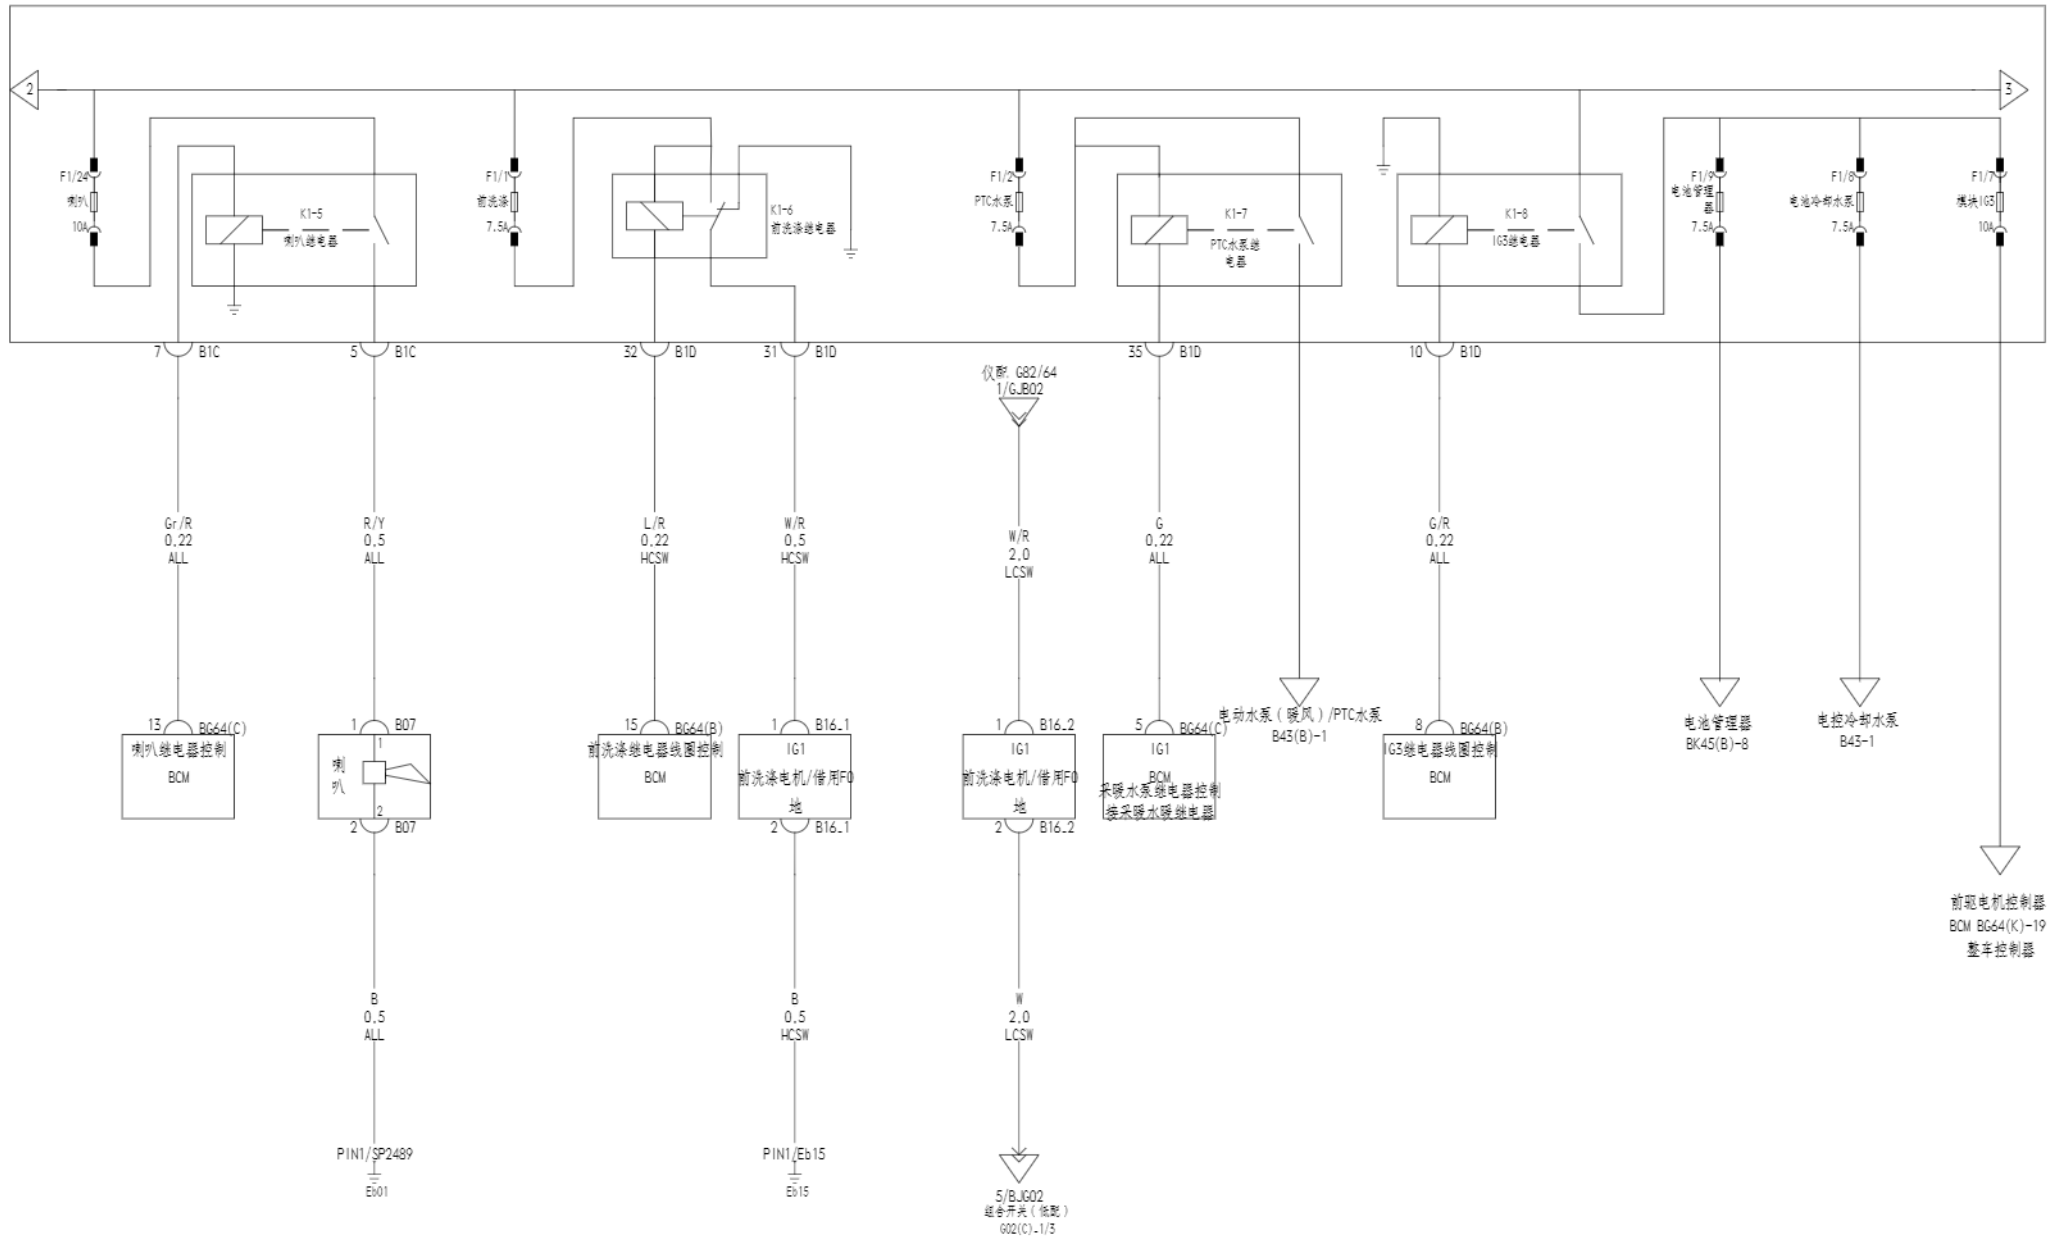 2
3
F1/24
喇叭
10A
K1-5
喇叭继电器
F1/1
前洗涤
7.5A
K1-6
前洗涤继电器
F1/2
PTC水泵
7.5A
K1-7
PTC水泵继
电器
K1-8
IG3继电器
F1/9
电池管理
器
7.5A
F1/8
电池冷却水泵
7.5A
F1/7
模块IG3
10A
7 B1C
5 B1C
32 B1D
31 B1D
35 B1D
10 B1D
仪配 G82/64
1/GJB02
Gr/R
0.22
ALL
R/Y
0.5
ALL
L/R
0.22
HCSW
W/R
0.5
HCSW
W/R
2.0
LCSW
G
0.22
ALL
G/R
0.22
ALL
13 BG64(C)
喇叭继电器控制
BCM
1 B07
1
喇
叭
2
2 B07
15 BG64(B)
前洗涤继电器线圈控制
BCM
1 B16_1
IG1
前洗涤电机/借用F0
地
2 B16_1
1 B16_2
IG1
前洗涤电机/借用F0
地
2 B16_2
5 BG64(C)
IG1
BCM
采暖水泵继电器控制
接采暖水暖继电器
电动水泵(暖风)/PTC水泵
B43(B)-1
8 BG64(B)
IG3继电器线圈控制
BCM
电池管理器
BK45(B)-8
电控冷却水泵
B43-1
前驱电机控制器
BCM BG64(K)-19
整车控制器
B
0.5
ALL
B
0.5
HCSW
W
2.0
LCSW
PIN1/SP2489
Eb01
PIN1/Eb15
Eb15
5/BJG02
组合开关(低配)
G02(C)_1/3